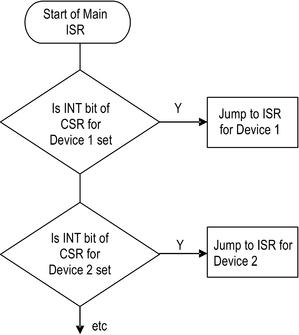 Start of Main
ISR
Is INT bit of
CSR for
Device 1 set
Y
Jump to ISR
for Device 1
Is INT bit of
CSR for
Device 2 set
Y
Jump to ISR for
Device 2
etc